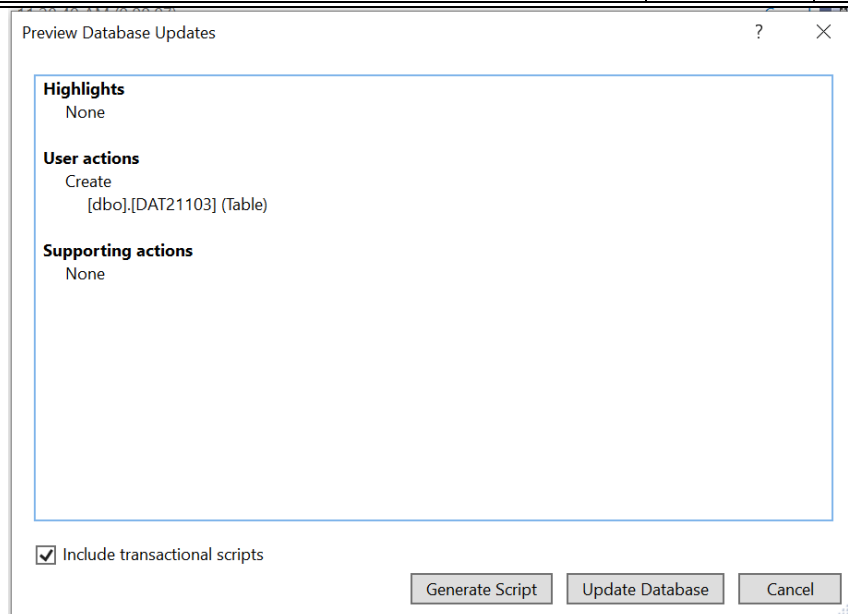 Preview Database Updates ?
Highlights
None
User actions
Create
[dbo].[DAT21103] (Table)
Supporting actions
None
Include transactional scripts
Generate Script Update Database Cancel